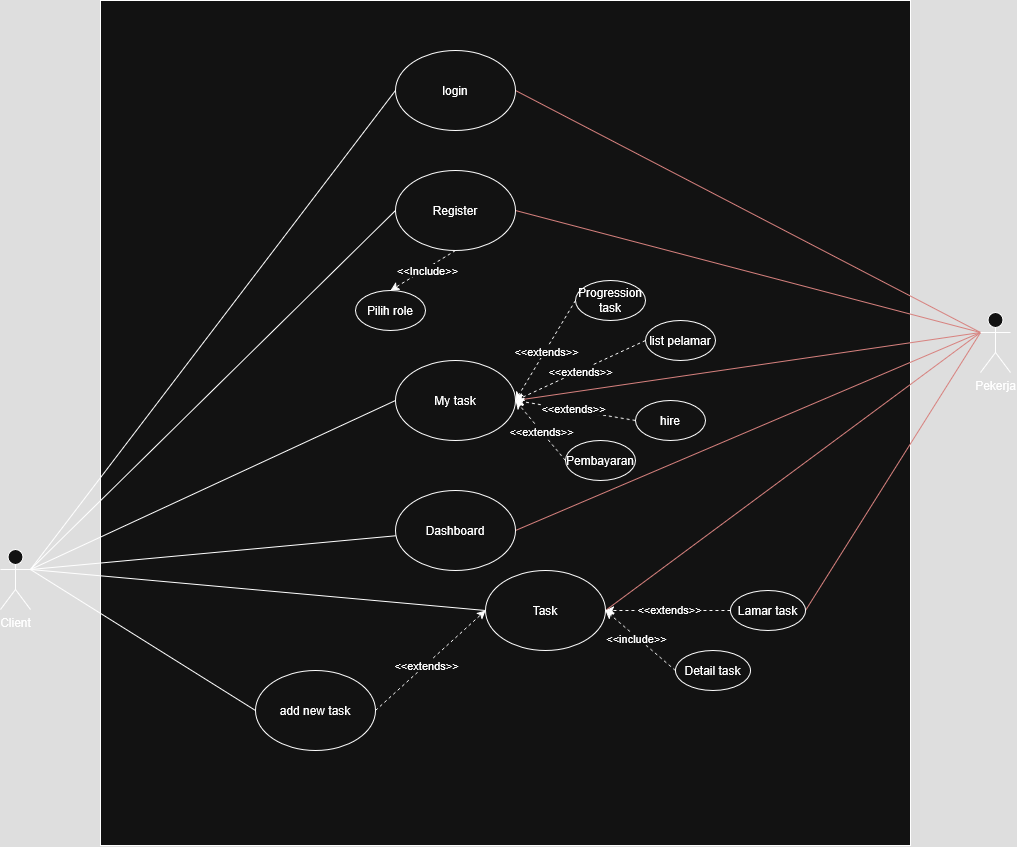 login
Register
<<Include>>
Pilih role
Progression
task
list pelamar
<<extends>>
<<extends>>
Pekerja
My task
<<extends>>
hire
<<extends>>
Pembayaran
Dashboard
Client
Task
<<extends>>
Lamar task
<<include>>
Detail task
<<extends>>
add new task